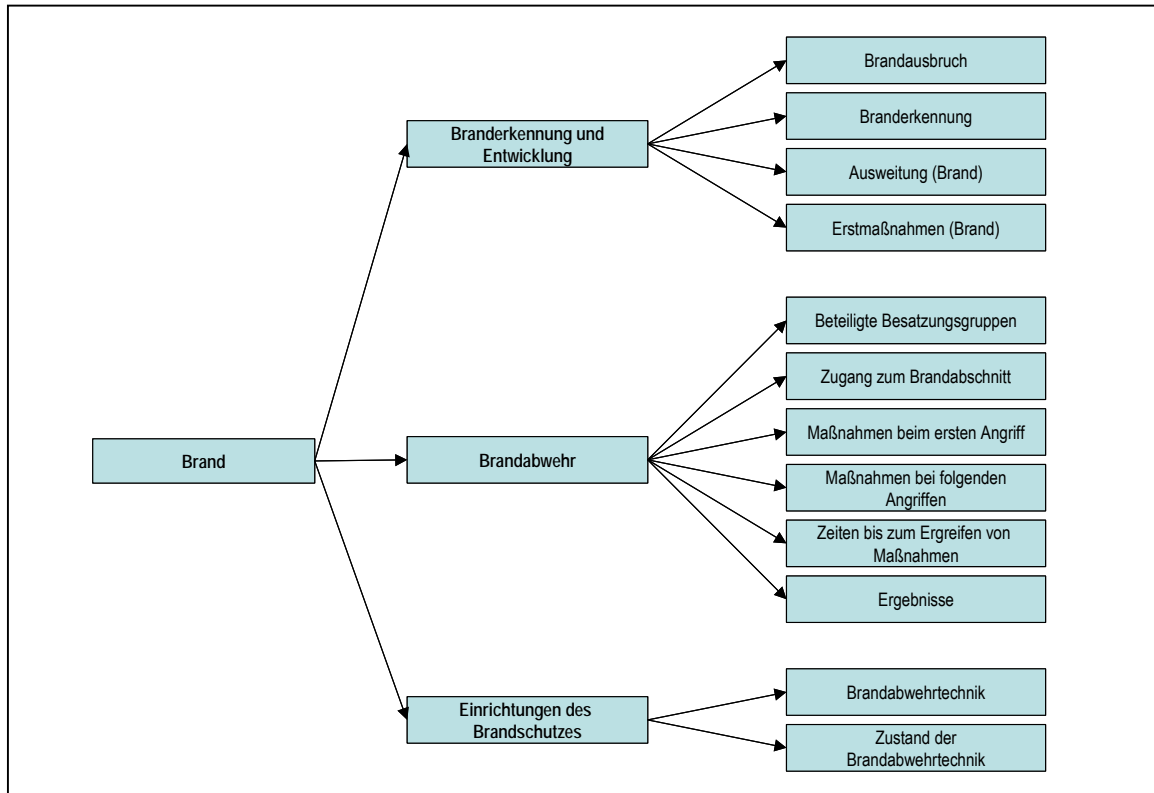 Brandausbruch
Branderkennung
Ausweitung (Brand)
Erstmaßnahmen (Brand)
Branderkennung und
Entwicklung
Beteiligte Besatzungsgruppen
Zugang zum Brandabschnitt
Maßnahmen beim ersten Angriff
Maßnahmen bei folgenden
Angriffen
Zeiten bis zum Ergreifen von
Maßnahmen
Ergebnisse
Brand
Brandabwehr
Einrichtungen des
Brandschutzes
Brandabwehrtechnik
Zustand der
Brandabwehrtechnik